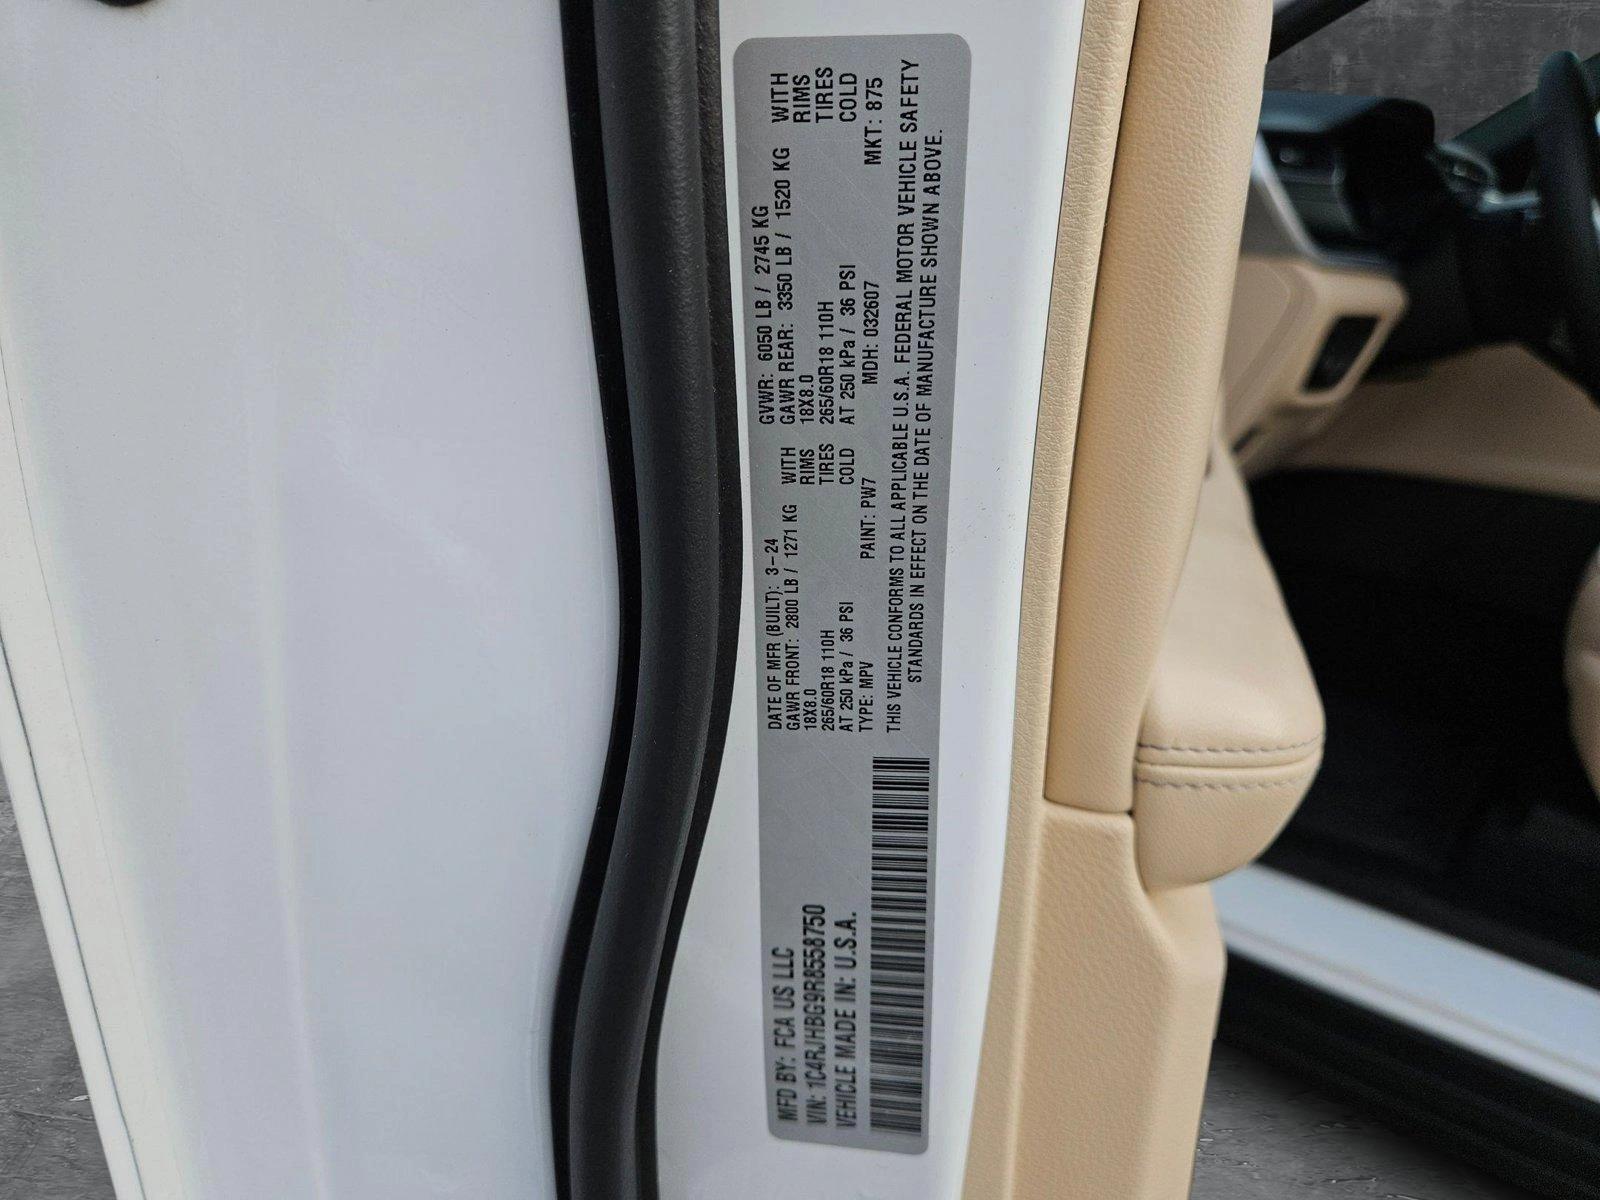 MFD BY: FCA US LLC
VIN: 1C4RJHBG9R8558750
VEHICLE MADE IN: U.S.A.
DATE OF MFR (BUILT): 3-24 GVWR: 6050 LB / 2745 KG
GAWR FRONT: 2800 LB / 1271 KG WITH GAWR REAR: 3350 LB / 1520 KG WITH
18X8.0 RIMS 18X8.0 RIMS
265/60R18 110H TIRES 265/60R18 110H TIRES
AT 250 kPa / 36 PSI COLD AT 250 kPa / 36 PSI COLD
TYPE: MPV PAINT: PW7 MDH: 032607 MKT: 875
THIS VEHICLE CONFORMS TO ALL APPLICABLE U.S.A. FEDERAL MOTOR VEHICLE SAFETY
STANDARDS IN EFFECT ON THE DATE OF MANUFACTURE SHOWN ABOVE.